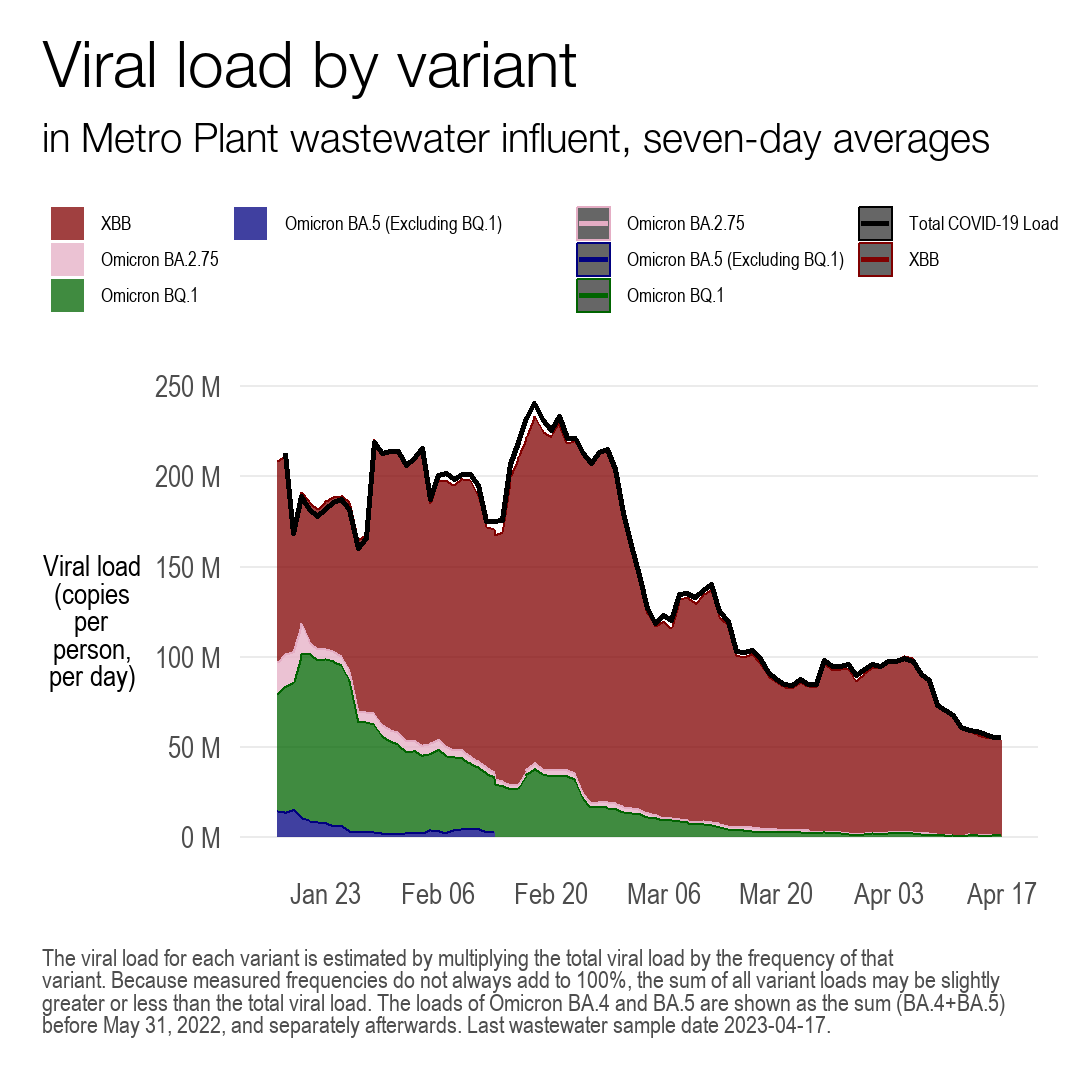 Viral load by variant
in Metro Plant wastewater influent, seven-day averages
XBB
Omicron BA.2.75
Omicron BQ.1
Omicron BA.5 (Excluding BQ.1)
Omicron BA.2.75
Omicron BA.5 (Excluding BQ.1)
Omicron BQ.1
Total COVID-19 Load
XBB
Viral load
(copies
per
person,
per day)
250 M
200 M
150 M
100 M
50 M
0 M
Jan 23 Feb 06 Feb 20 Mar 06 Mar 20 Apr 03 Apr 17
The viral load for each variant is estimated by multiplying the total viral load by the frequency of that
variant. Because measured frequencies do not always add to 100%, the sum of all variant loads may be slightly
greater or less than the total viral load. The loads of Omicron BA.4 and BA.5 are shown as the sum (BA.4+BA.5)
before May 31, 2022, and separately afterwards. Last wastewater sample date 2023-04-17.